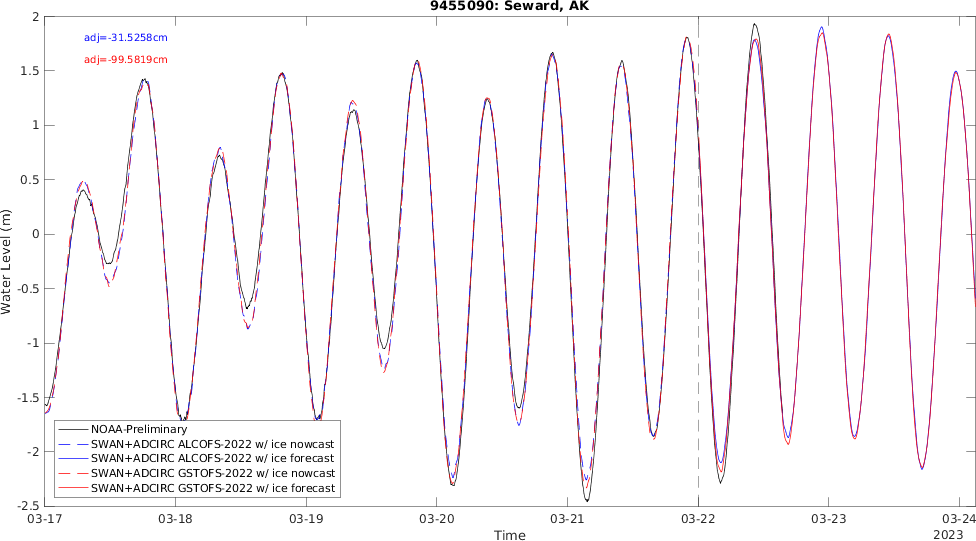 9455090: Seward, AK
adj=-31.5258cm
adj=-99.5819cm
2
1.5
1
0.5
0
-0.5
-1
-1.5
-2
-2.5
Water Level (m)
NOAA-Preliminary
SWAN+ADCIRC ALCOFS-2022 w/ ice nowcast
SWAN+ADCIRC ALCOFS-2022 w/ ice forecast
SWAN+ADCIRC GSTOFS-2022 w/ ice nowcast
SWAN+ADCIRC GSTOFS-2022 w/ ice forecast
03-17 03-18 03-19 03-20 03-21 03-22 03-23 03-24
Time
2023